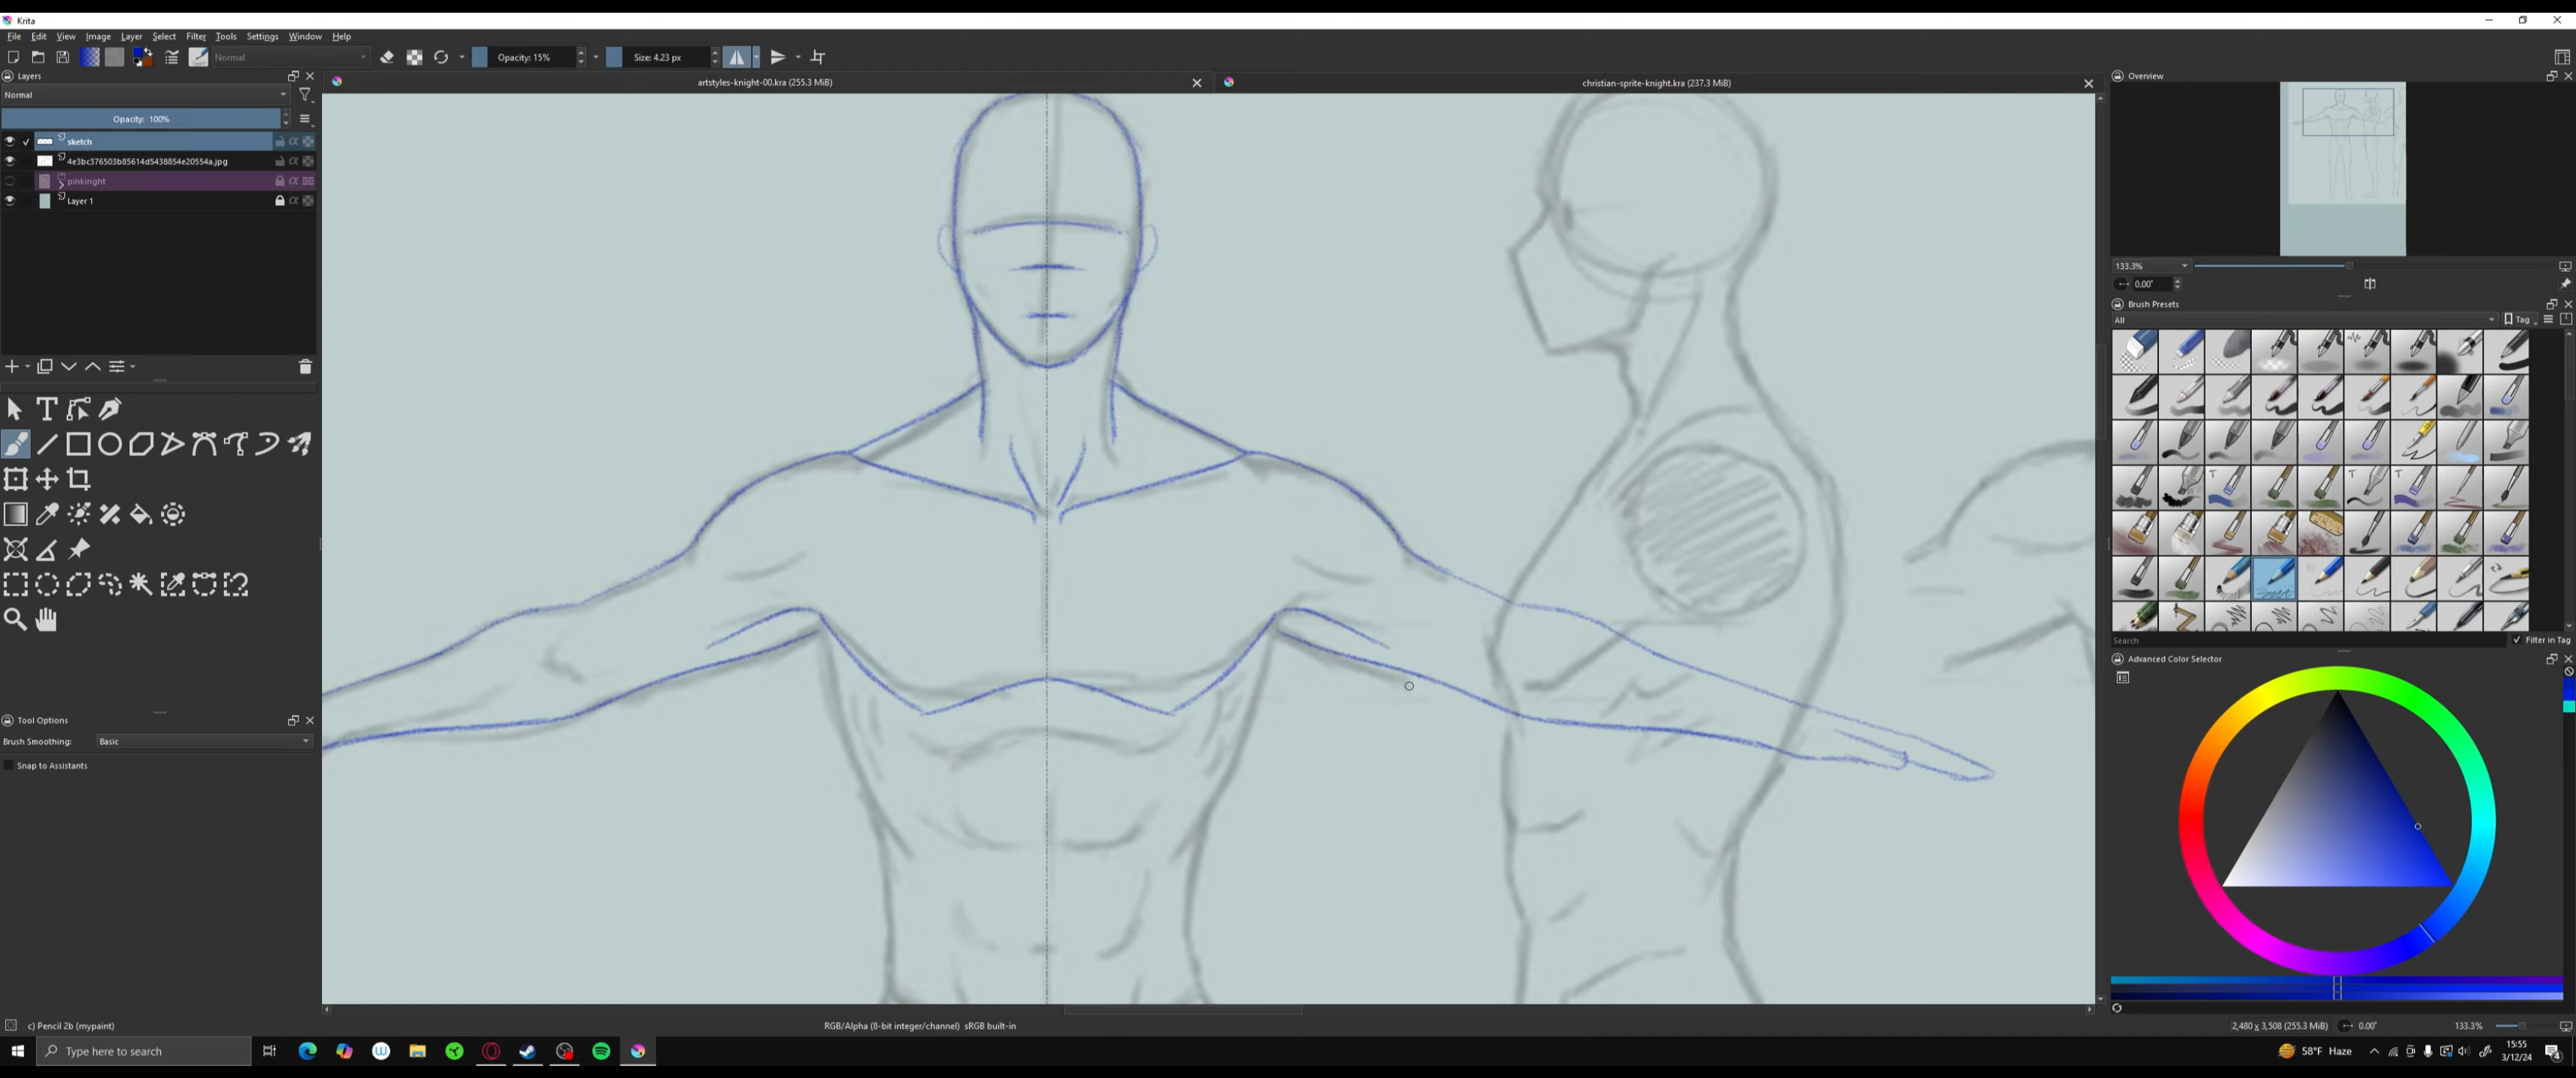 Krita
File Edit View Image Layer Select Filter Tools Settings Window Help
Normal Opacity: 15% Size: 4.23 px
Layers
Normal
Opacity: 100%
sketch
4e3bc376503b85614d5438854e20554a.jpg
pinkinght
Layer 1
Tool Options
Brush Smoothing: Basic
Snap to Assistants
artstyles-knight-00.kra (255.3 MiB)
christian-sprite-knight.kra (237.3 MiB)
Overview
133.3%
0.00°
Brush Presets
All Tag
Search Filter in Tag
Advanced Color Selector
c) Pencil 2b (mypaint) RGB/Alpha (8-bit integer/channel) sRGB built-in 2,480 x 3,508 (255.3 MiB) 0.00° 133.3%
Type here to search
58°F Haze
15:55
3/12/24
4